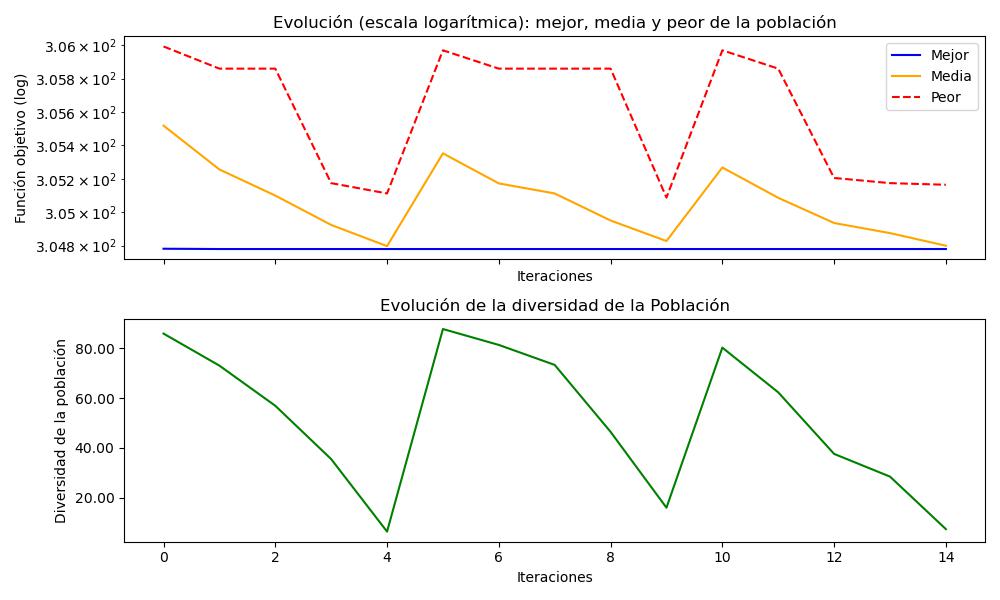 Evolución (escala logarítmica): mejor, media y peor de la población
Función objetivo (log)
3.06 × 10²
3.058 × 10²
3.056 × 10²
3.054 × 10²
3.052 × 10²
3.05 × 10²
3.048 × 10²
Mejor
Media
Peor
Iteraciones
Evolución de la diversidad de la Población
Diversidad de la población
80.00
60.00
40.00
20.00
0 2 4 6 8 10 12 14
Iteraciones